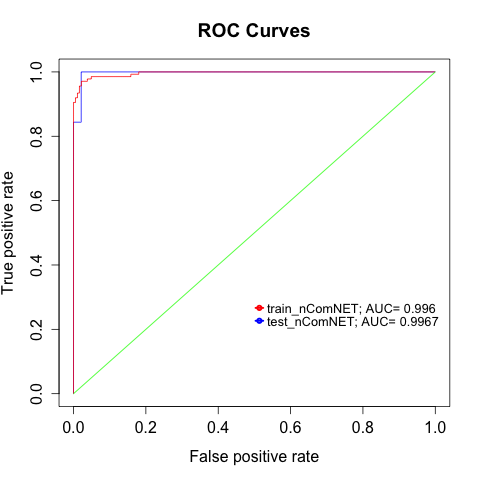 ROC Curves
True positive rate
1.0
0.8
0.6
0.4
0.2
0.0
train_nComNET; AUC= 0.996
test_nComNET; AUC= 0.9967
0.0 0.2 0.4 0.6 0.8 1.0
False positive rate